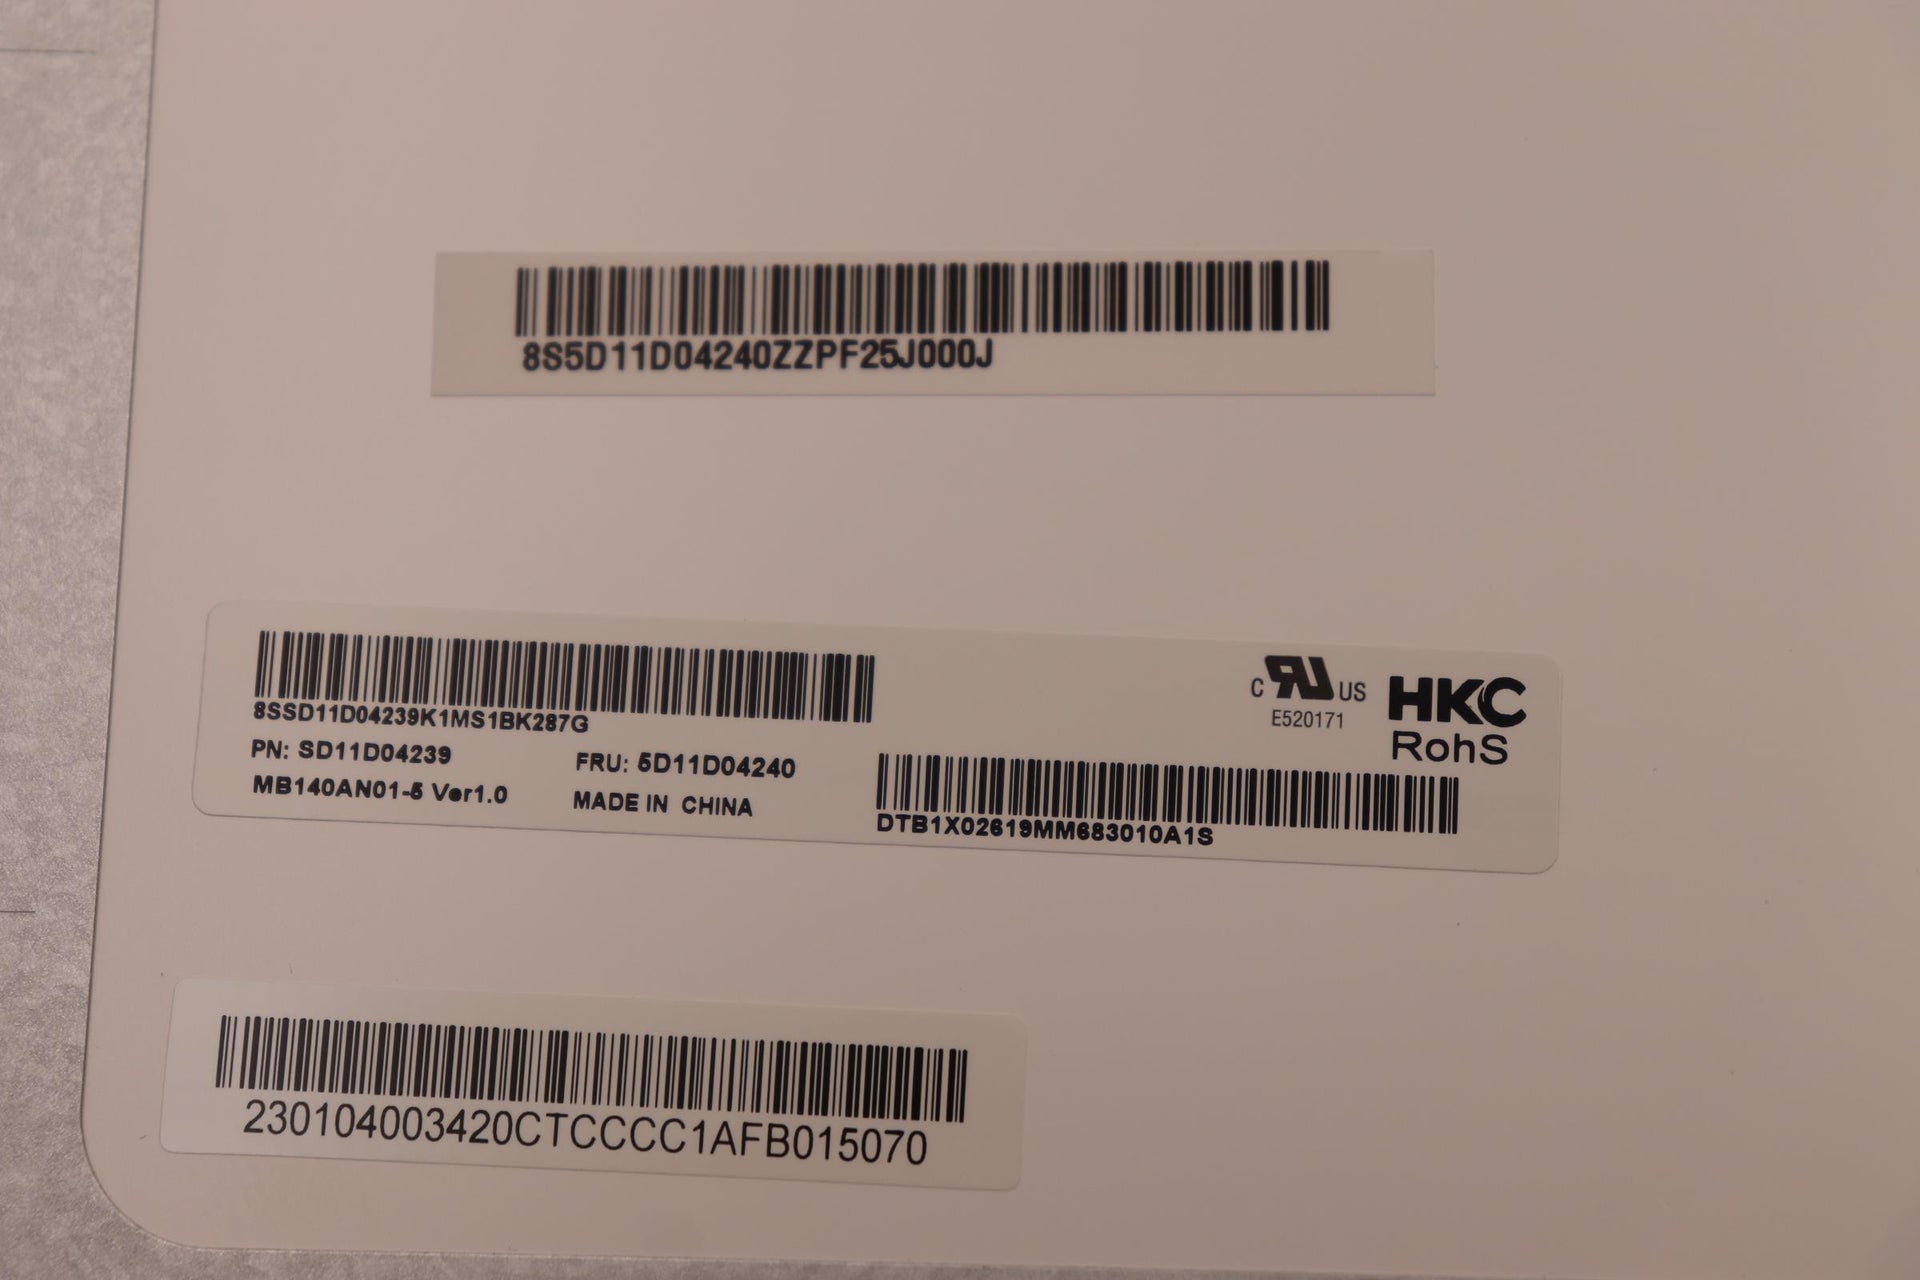 8S5D11D04240ZZPF25J000J
8SSD11D04239K1MS1BK287G
PN: SD11D04239
FRU: 5D11D04240
MB140AN01-5 Ver1.0
MADE IN CHINA
C RU US
E520171
HKC
RohS
DTB1X02619MM683010A1S
230104003420CTCCCC1AFB015070